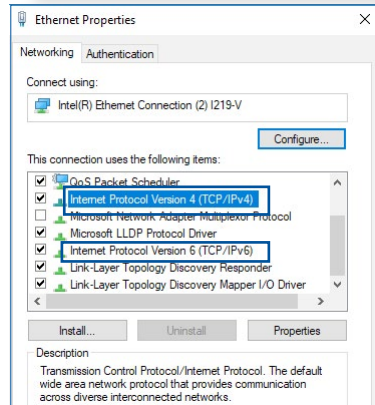 Ethernet Properties
Networking Authentication
Connect using:
Intel(R) Ethernet Connection (2) I219-V
Configure...
This connection uses the following items:
QoS Packet Scheduler
Internet Protocol Version 4 (TCP/IPv4)
Microsoft Network Adapter Multiplexor Protocol
Microsoft LLDP Protocol Driver
Internet Protocol Version 6 (TCP/IPv6)
Link-Layer Topology Discovery Responder
Link-Layer Topology Discovery Mapper I/O Driver
Install... Uninstall Properties
Description
Transmission Control Protocol/Internet Protocol. The default
wide area network protocol that provides communication
across diverse interconnected networks.